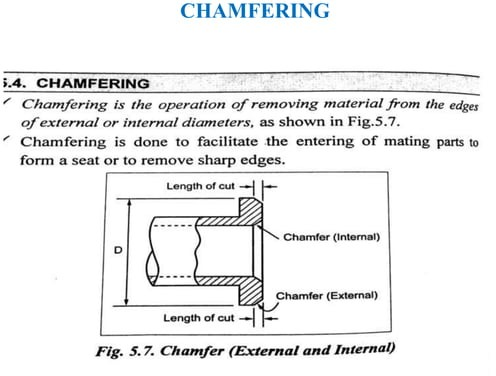 CHAMFERING
5.4. CHAMFERING
Chamfering is the operation of removing material from the edges
of external or internal diameters, as shown in Fig.5.7.
Chamfering is done to facilitate the entering of mating parts to
form a seat or to remove sharp edges.
Length of cut
Chamfer (Internal)
D
Chamfer (External)
Length of cut
Fig. 5.7. Chamfer (External and Internal)